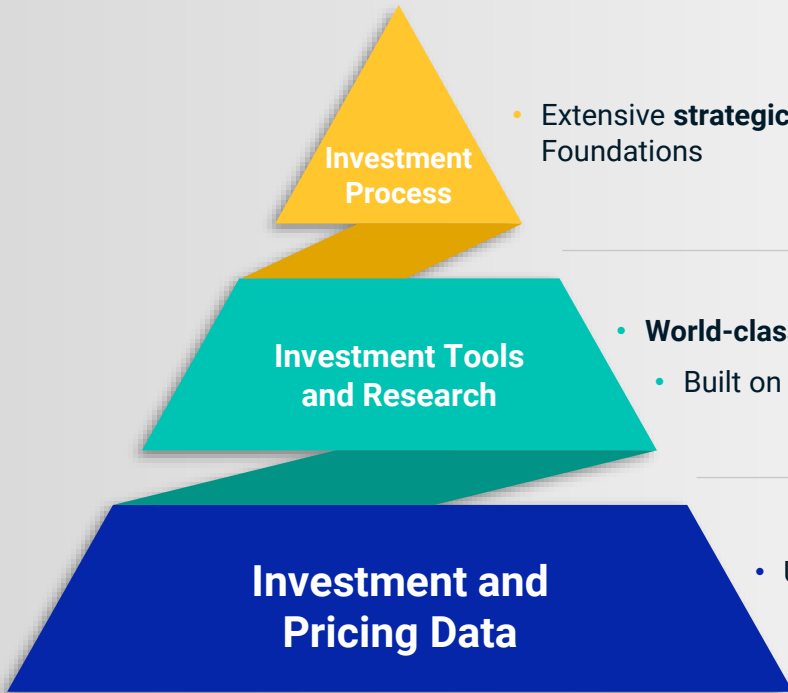 Investment
Process
• Extensive strategic
Foundations
Investment Tools
and Research
• World-clas
• Built on
Investment and
Pricing Data
•